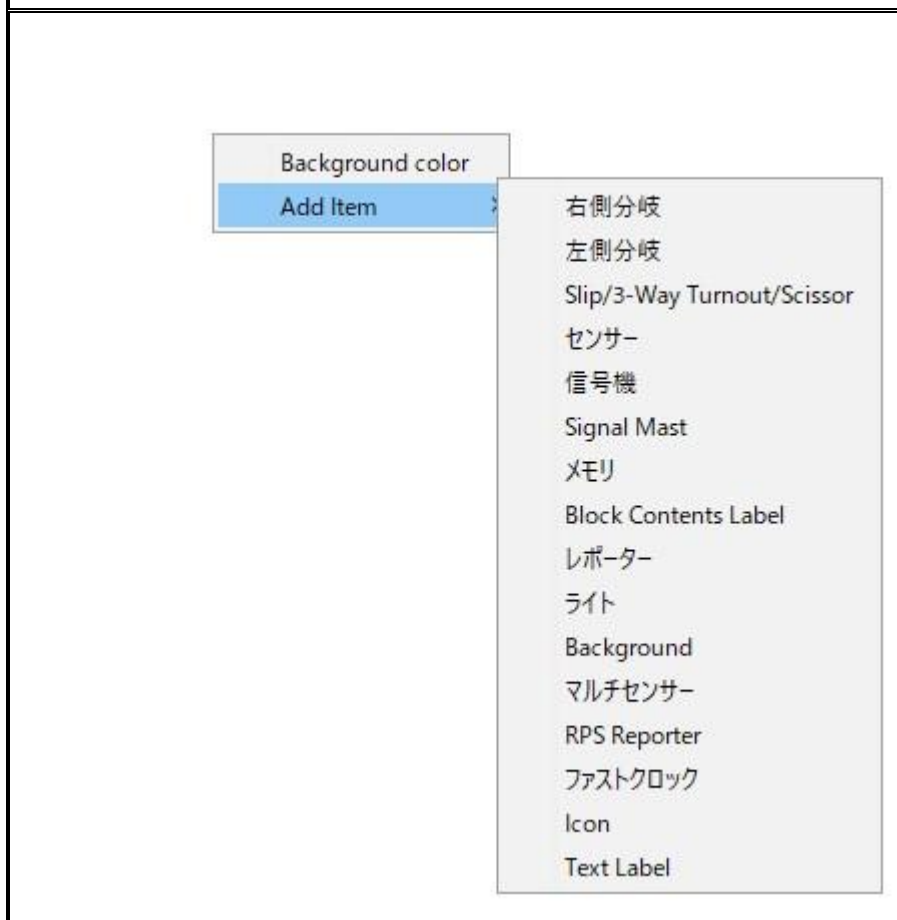 Background color
Add Item
右側分岐
左側分岐
Slip/3-Way Turnout/Scissor
センサー
信号機
Signal Mast
メモリ
Block Contents Label
レポーター
ライト
Background
マルチセンサー
RPS Reporter
ファストクロック
Icon
Text Label